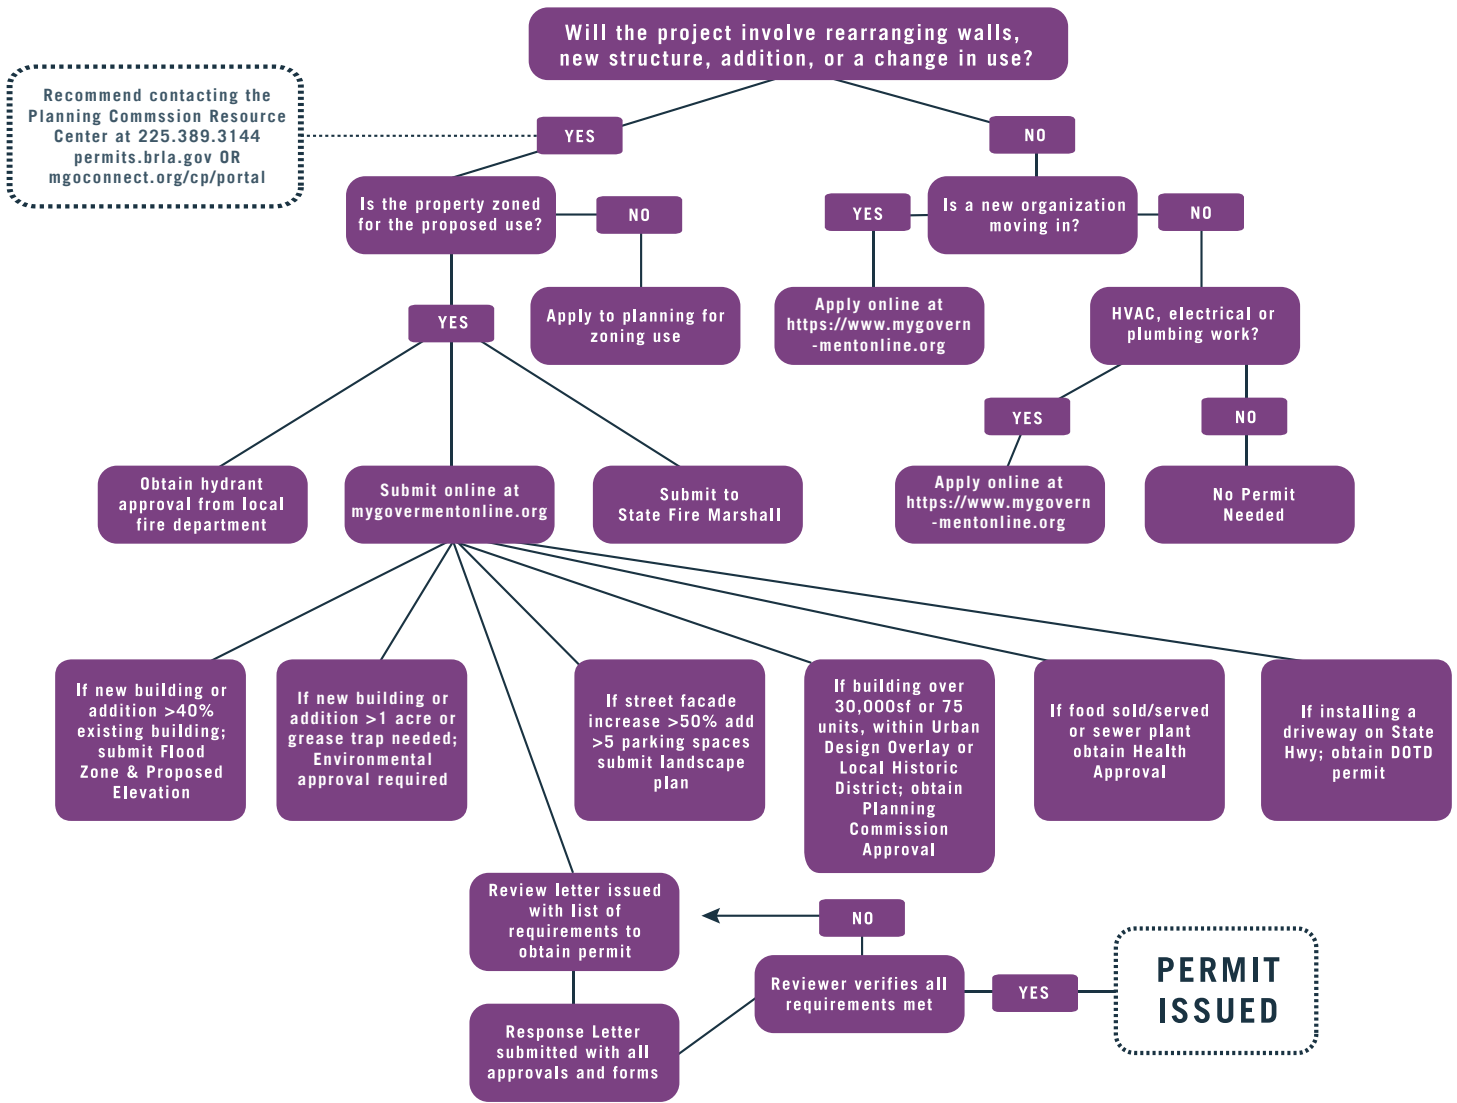 Will the project involve rearranging walls,
new structure, addition, or a change in use?
Recommend contacting the
Planning Commssion Resource
Center at 225.389.3144
permits.brla.gov OR
mgoconnect.org/cp/portal
YES
NO
Is the property zoned
for the proposed use?
NO
YES
Is a new organization
moving in?
NO
Apply to planning for
zoning use
Apply online at
https://www.mygovern
-mentonline.org
HVAC, electrical or
plumbing work?
YES
YES
NO
Obtain hydrant
approval from local
fire department
Submit online at
mygovermentonline.org
Submit to
State Fire Marshall
Apply online at
https://www.mygovern
-mentonline.org
No Permit
Needed
If new building or
addition >40%
existing building;
submit Flood
Zone & Proposed
Elevation
If new building or
addition >1 acre or
grease trap needed;
Environmental
approval required
If street facade
increase >50% add
>5 parking spaces
submit landscape
plan
If building over
30,000sf or 75
units, within Urban
Design Overlay or
Local Historic
District; obtain
Planning
Commission
Approval
If food sold/served
or sewer plant
obtain Health
Approval
If installing a
driveway on State
Hwy; obtain DOTD
permit
Review letter issued
with list of
requirements to
obtain permit
NO
Reviewer verifies all
requirements met
YES
PERMIT
ISSUED
Response Letter
submitted with all
approvals and forms